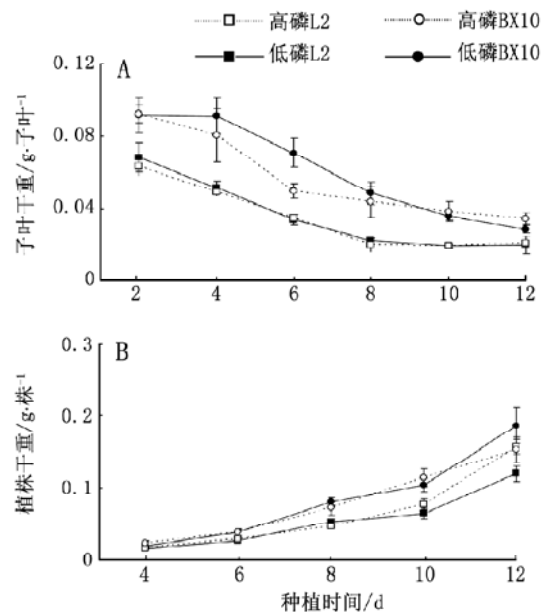 高磷L2 高磷BX10
低磷L2 低磷BX10
A
子叶干重/g·子叶⁻¹
0.12
0.08
0.04
0
2 4 6 8 10 12
B
植株干重/g·株⁻¹
0.3
0.2
0.1
0
4 6 8 10 12
种植时间/d